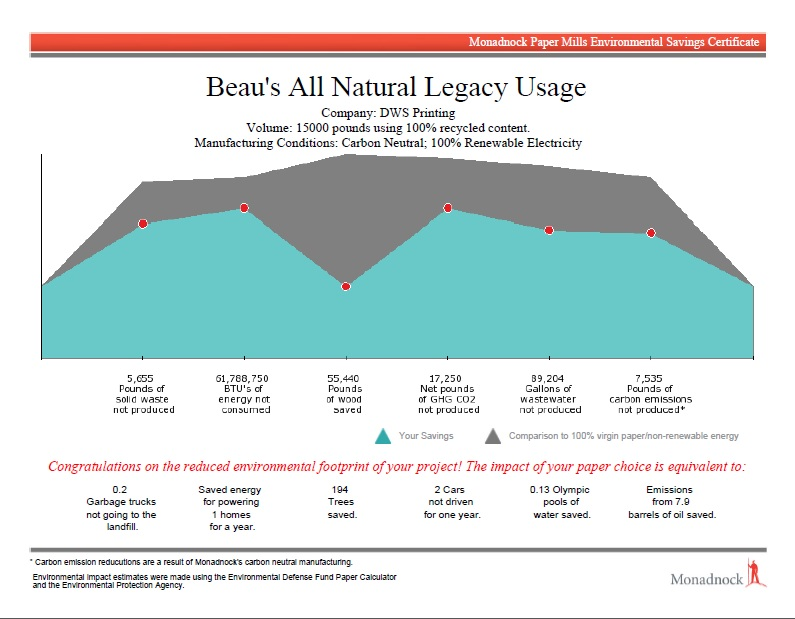 Monadnock Paper Mills Environmental Savings Certificate
Beau's All Natural Legacy Usage
Company: DWS Printing
Volume: 15000 pounds using 100% recycled content.
Manufacturing Conditions: Carbon Neutral; 100% Renewable Electricity
5,655
Pounds of
solid waste
not produced
61,788,750
BTU's of
energy not
consumed
55,440
Pounds
of wood
saved
17,250
Net pounds
of GHG CO2
not produced
89,204
Gallons of
wastewater
not produced
7,535
Pounds of
carbon emissions
not produced*
Your Savings
Comparison to 100% virgin paper/non-renewable energy
Congratulations on the reduced environmental footprint of your project! The impact of your paper choice is equivalent to:
0.2
Garbage trucks
not going to the
landfill.
Saved energy
for powering
1 homes
for a year.
194
Trees
saved.
2 Cars
not driven
for one year.
0.13 Olympic
pools of
water saved.
Emissions
from 7.9
barrels of oil saved.
* Carbon emission reducutions are a result of Monadnock's carbon neutral manufacturing.
Environmental impact estimates were made using the Environmental Defense Fund Paper Calculator
and the Environmental Protection Agency.
Monadnock